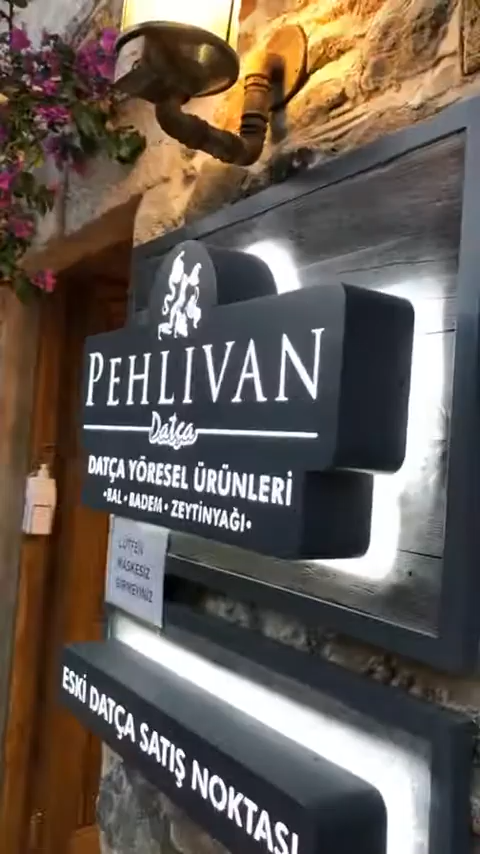 PEHLIVAN
Datça
DATÇA YÖRESEL ÜRÜNLERİ
•BAL•BADEM•ZEYTİNYAĞI•
LÜTFEN
MASKESİZ
GİRMEYİNİZ
ESKİ DATÇA SATIŞ NOKTASI